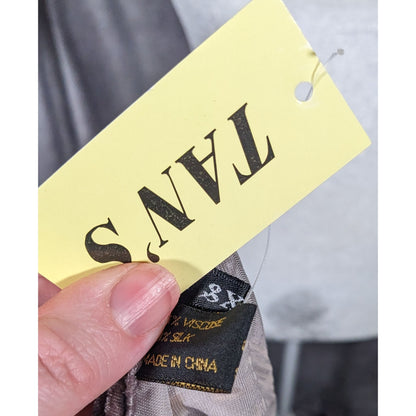 TAN'S
% VISCOSE
% SILK
MADE IN CHINA